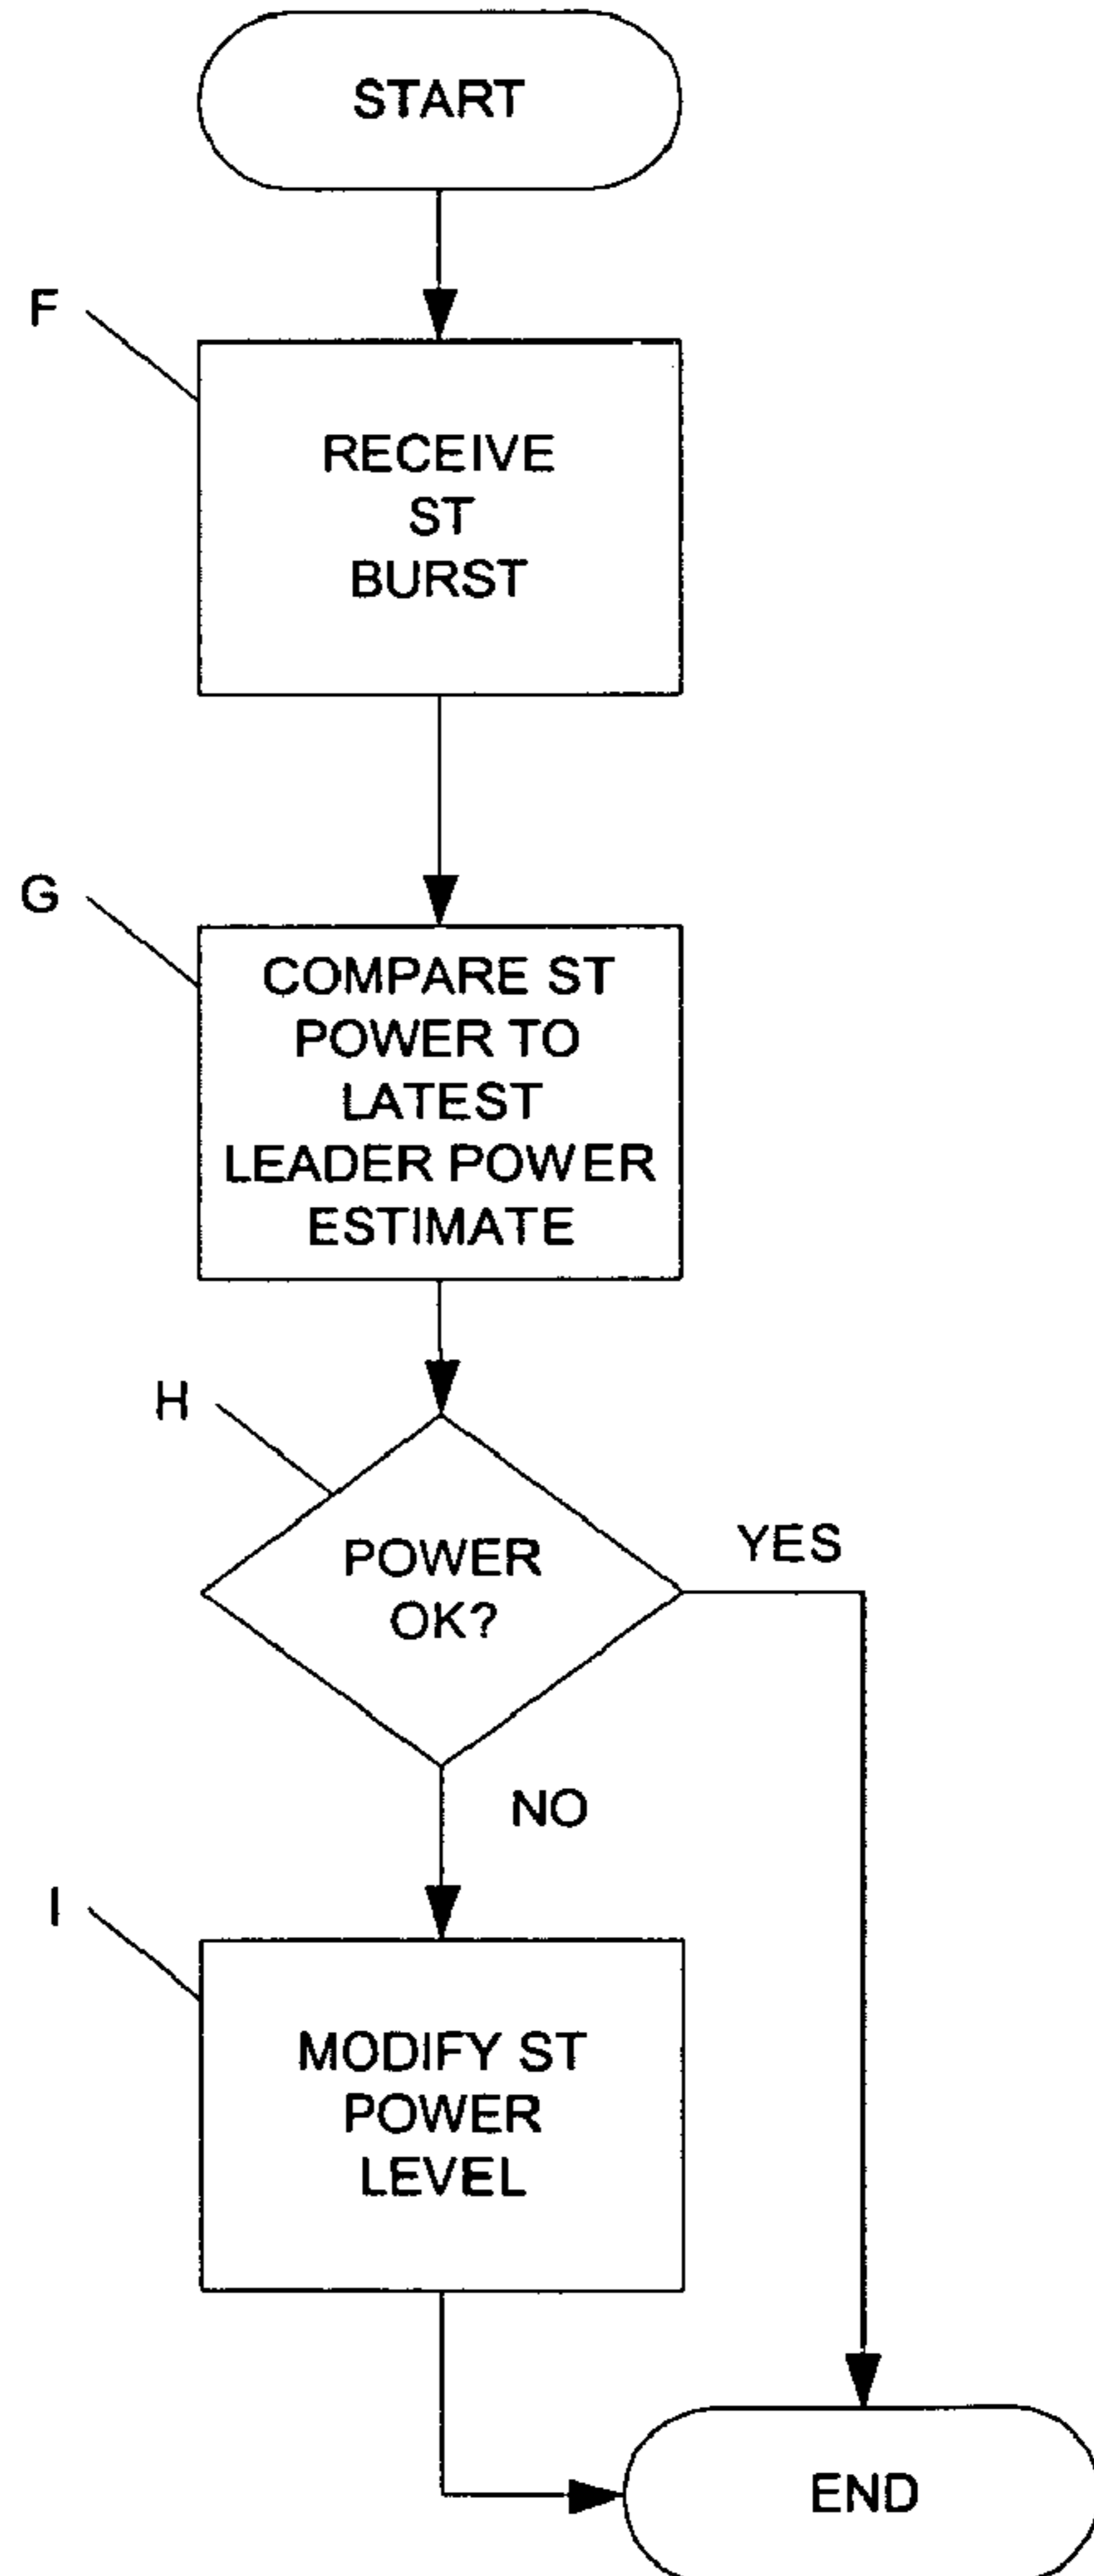 START
F
RECEIVE
ST
BURST
G
COMPARE ST
POWER TO
LATEST
LEADER POWER
ESTIMATE
H
POWER
OK?
YES
NO
I
MODIFY ST
POWER
LEVEL
END